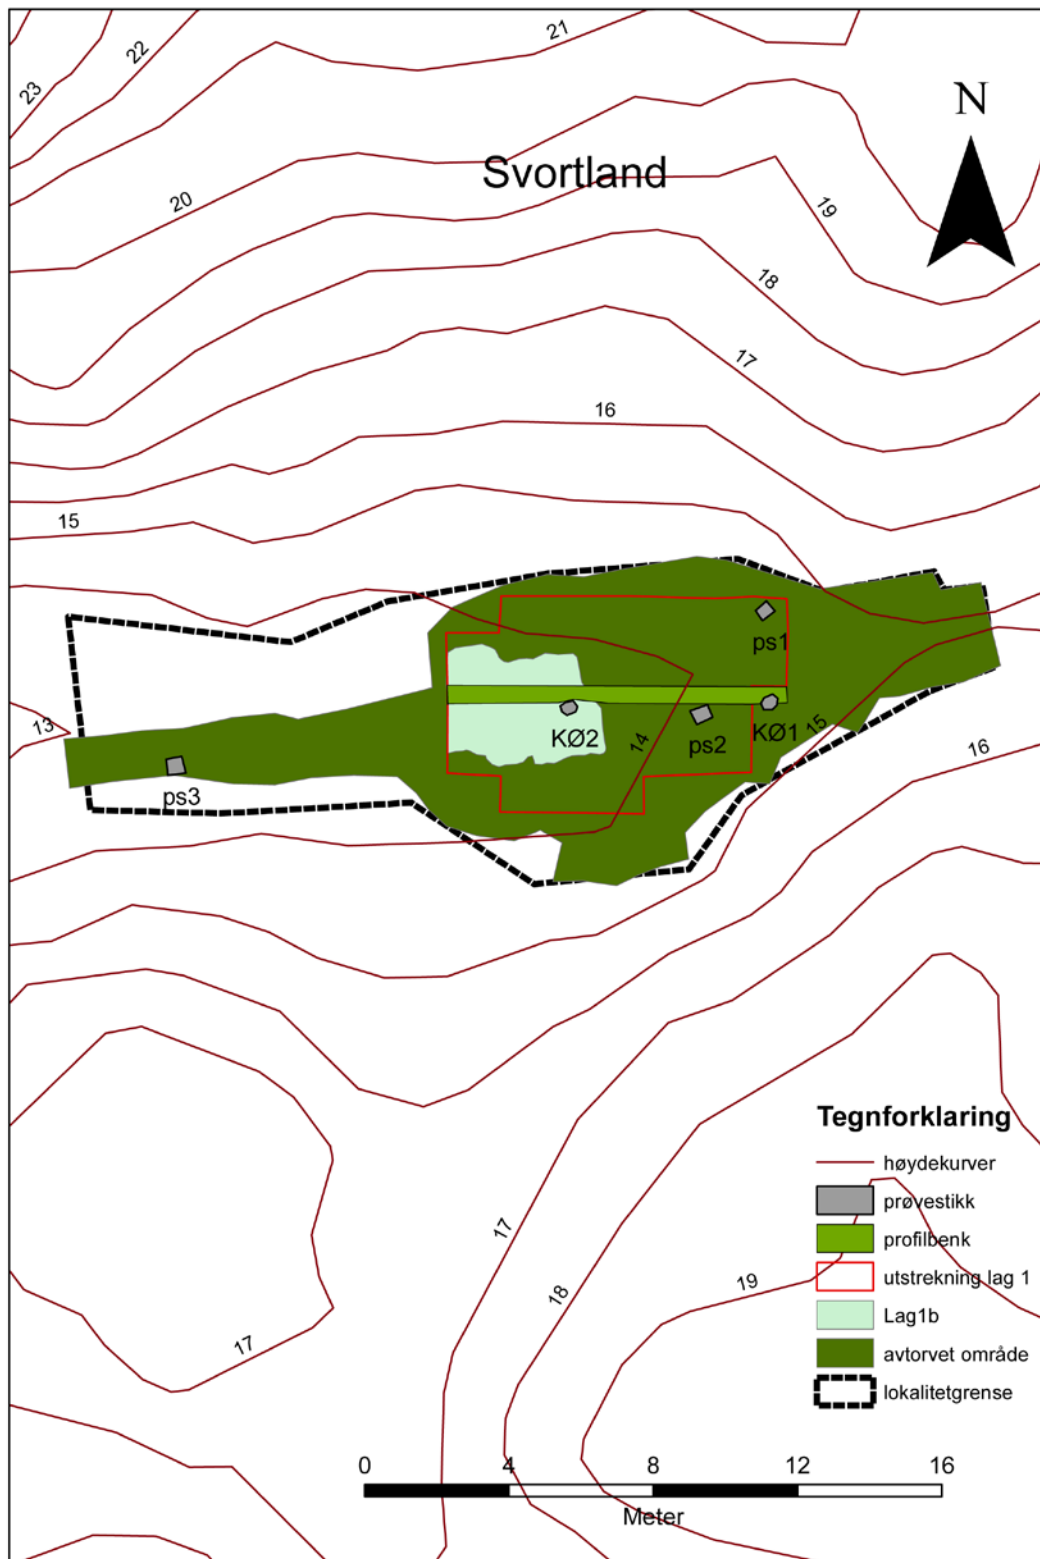 21
22
23
N
Svortland
20
19
18
17
16
15
ps1
14
KØ2
ps2
KØ1
15
13
16
ps3
Tegnforklaring
høydekurver
prøvestikk
profilbenk
utstrekning lag 1
Lag1b
avtorvet område
lokalitetgrense
17
18
19
17
0 4 8 12 16
Meter